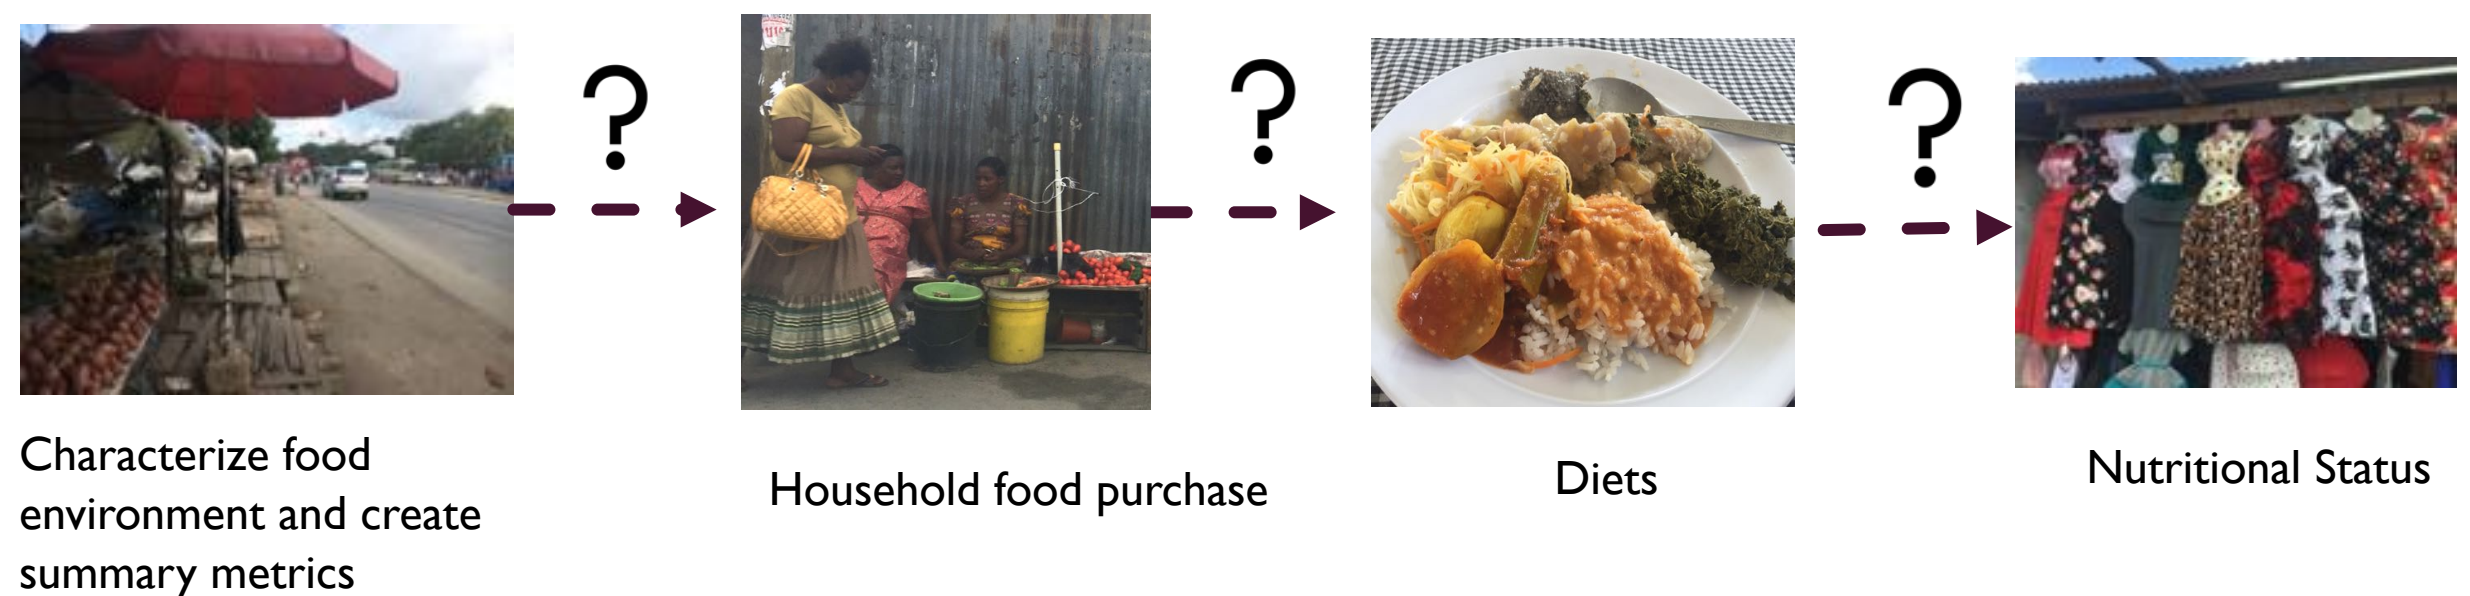 ?
?
?
Characterize food
environment and create
summary metrics
Household food purchase
Diets
Nutritional Status